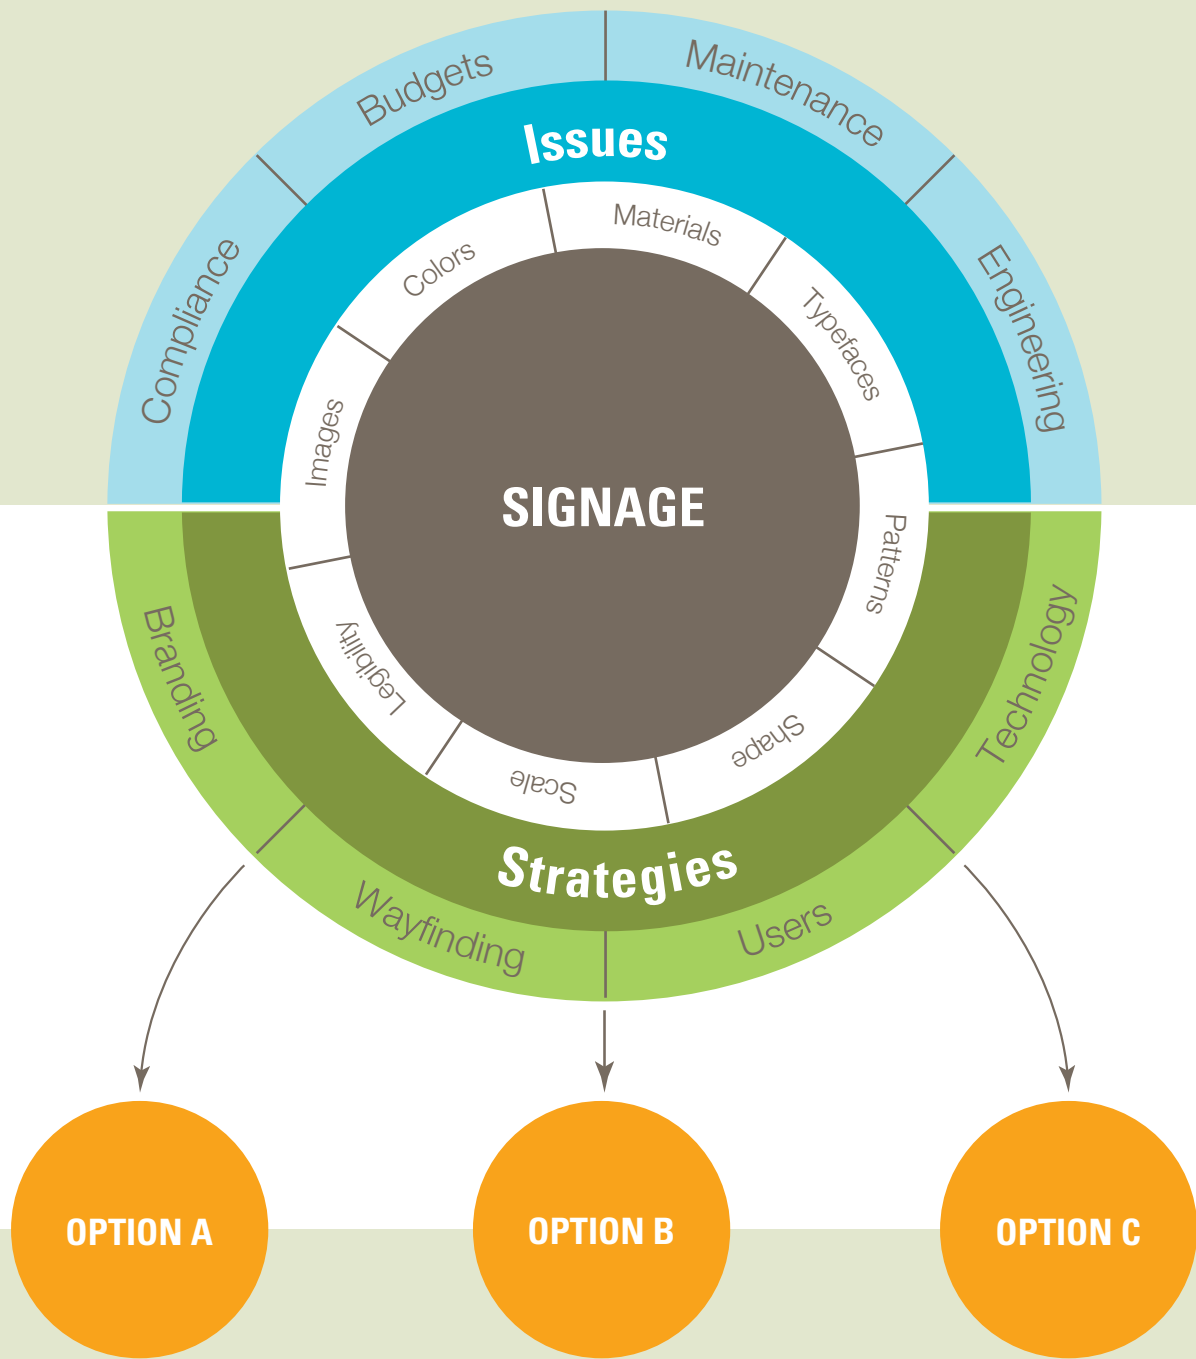 Budgets
Maintenance
Issues
Compliance
Engineering
Colors
Materials
Typefaces
Images
SIGNAGE
Patterns
Legibility
Shape
Scale
Branding
Technology
Strategies
Wayfinding
Users
OPTION A
OPTION B
OPTION C